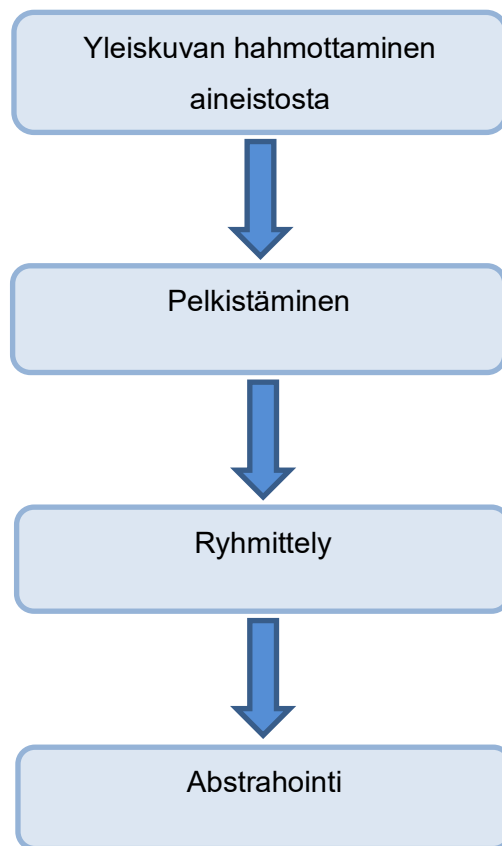 Yleiskuvan hahmottaminen
aineistosta
Pelkistäminen
Ryhmittely
Abstrahointi